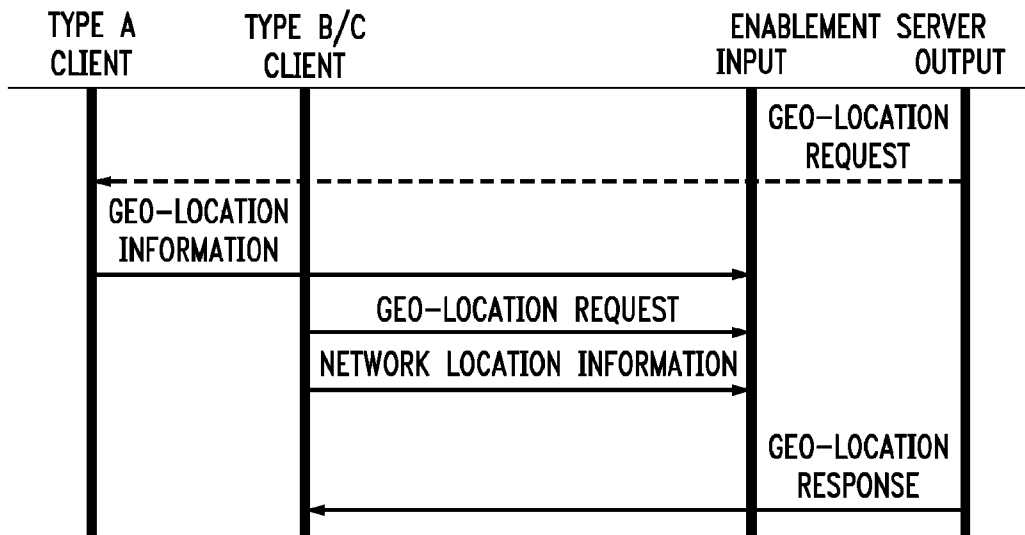 TYPE A
CLIENT
TYPE B/C
CLIENT
ENABLEMENT SERVER
INPUT
OUTPUT
GEO-LOCATION
REQUEST
GEO-LOCATION
INFORMATION
GEO-LOCATION REQUEST
NETWORK LOCATION INFORMATION
GEO-LOCATION
RESPONSE